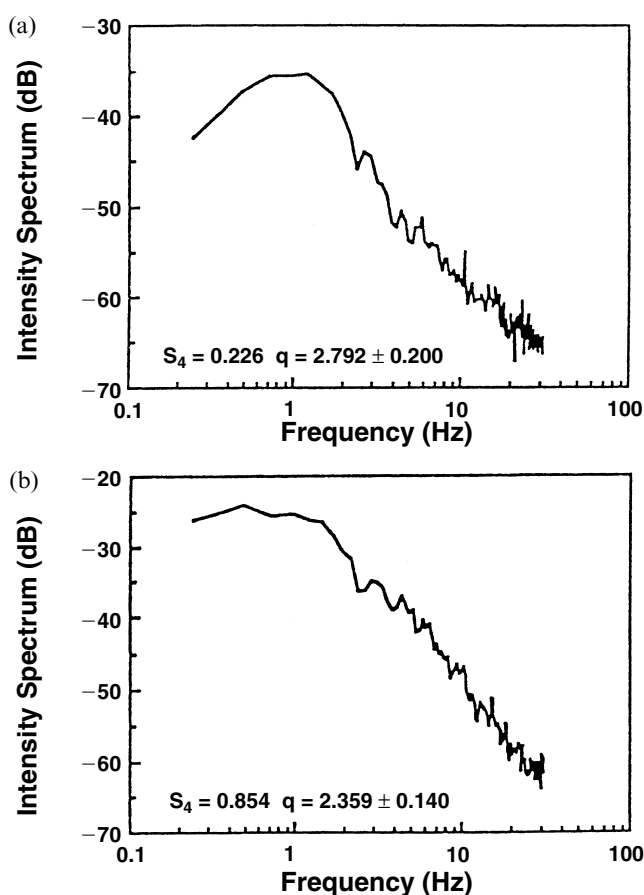 (a)
Intensity Spectrum (dB)
−30
−40
−50
−60
−70
S4 = 0.226 q = 2.792 ± 0.200
0.1
1
10
100
Frequency (Hz)
(b)
Intensity Spectrum (dB)
−20
−30
−40
−50
−60
−70
S4 = 0.854 q = 2.359 ± 0.140
0.1
1
10
100
Frequency (Hz)